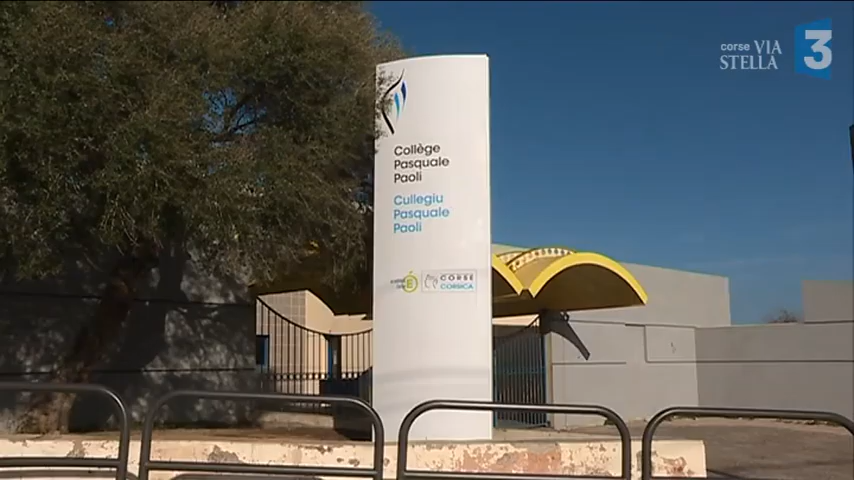 corse VIA
STELLA
3
Collège
Pasquale
Paoli
Cullegiu
Pasquale
Paoli
CORSE
CORSICA